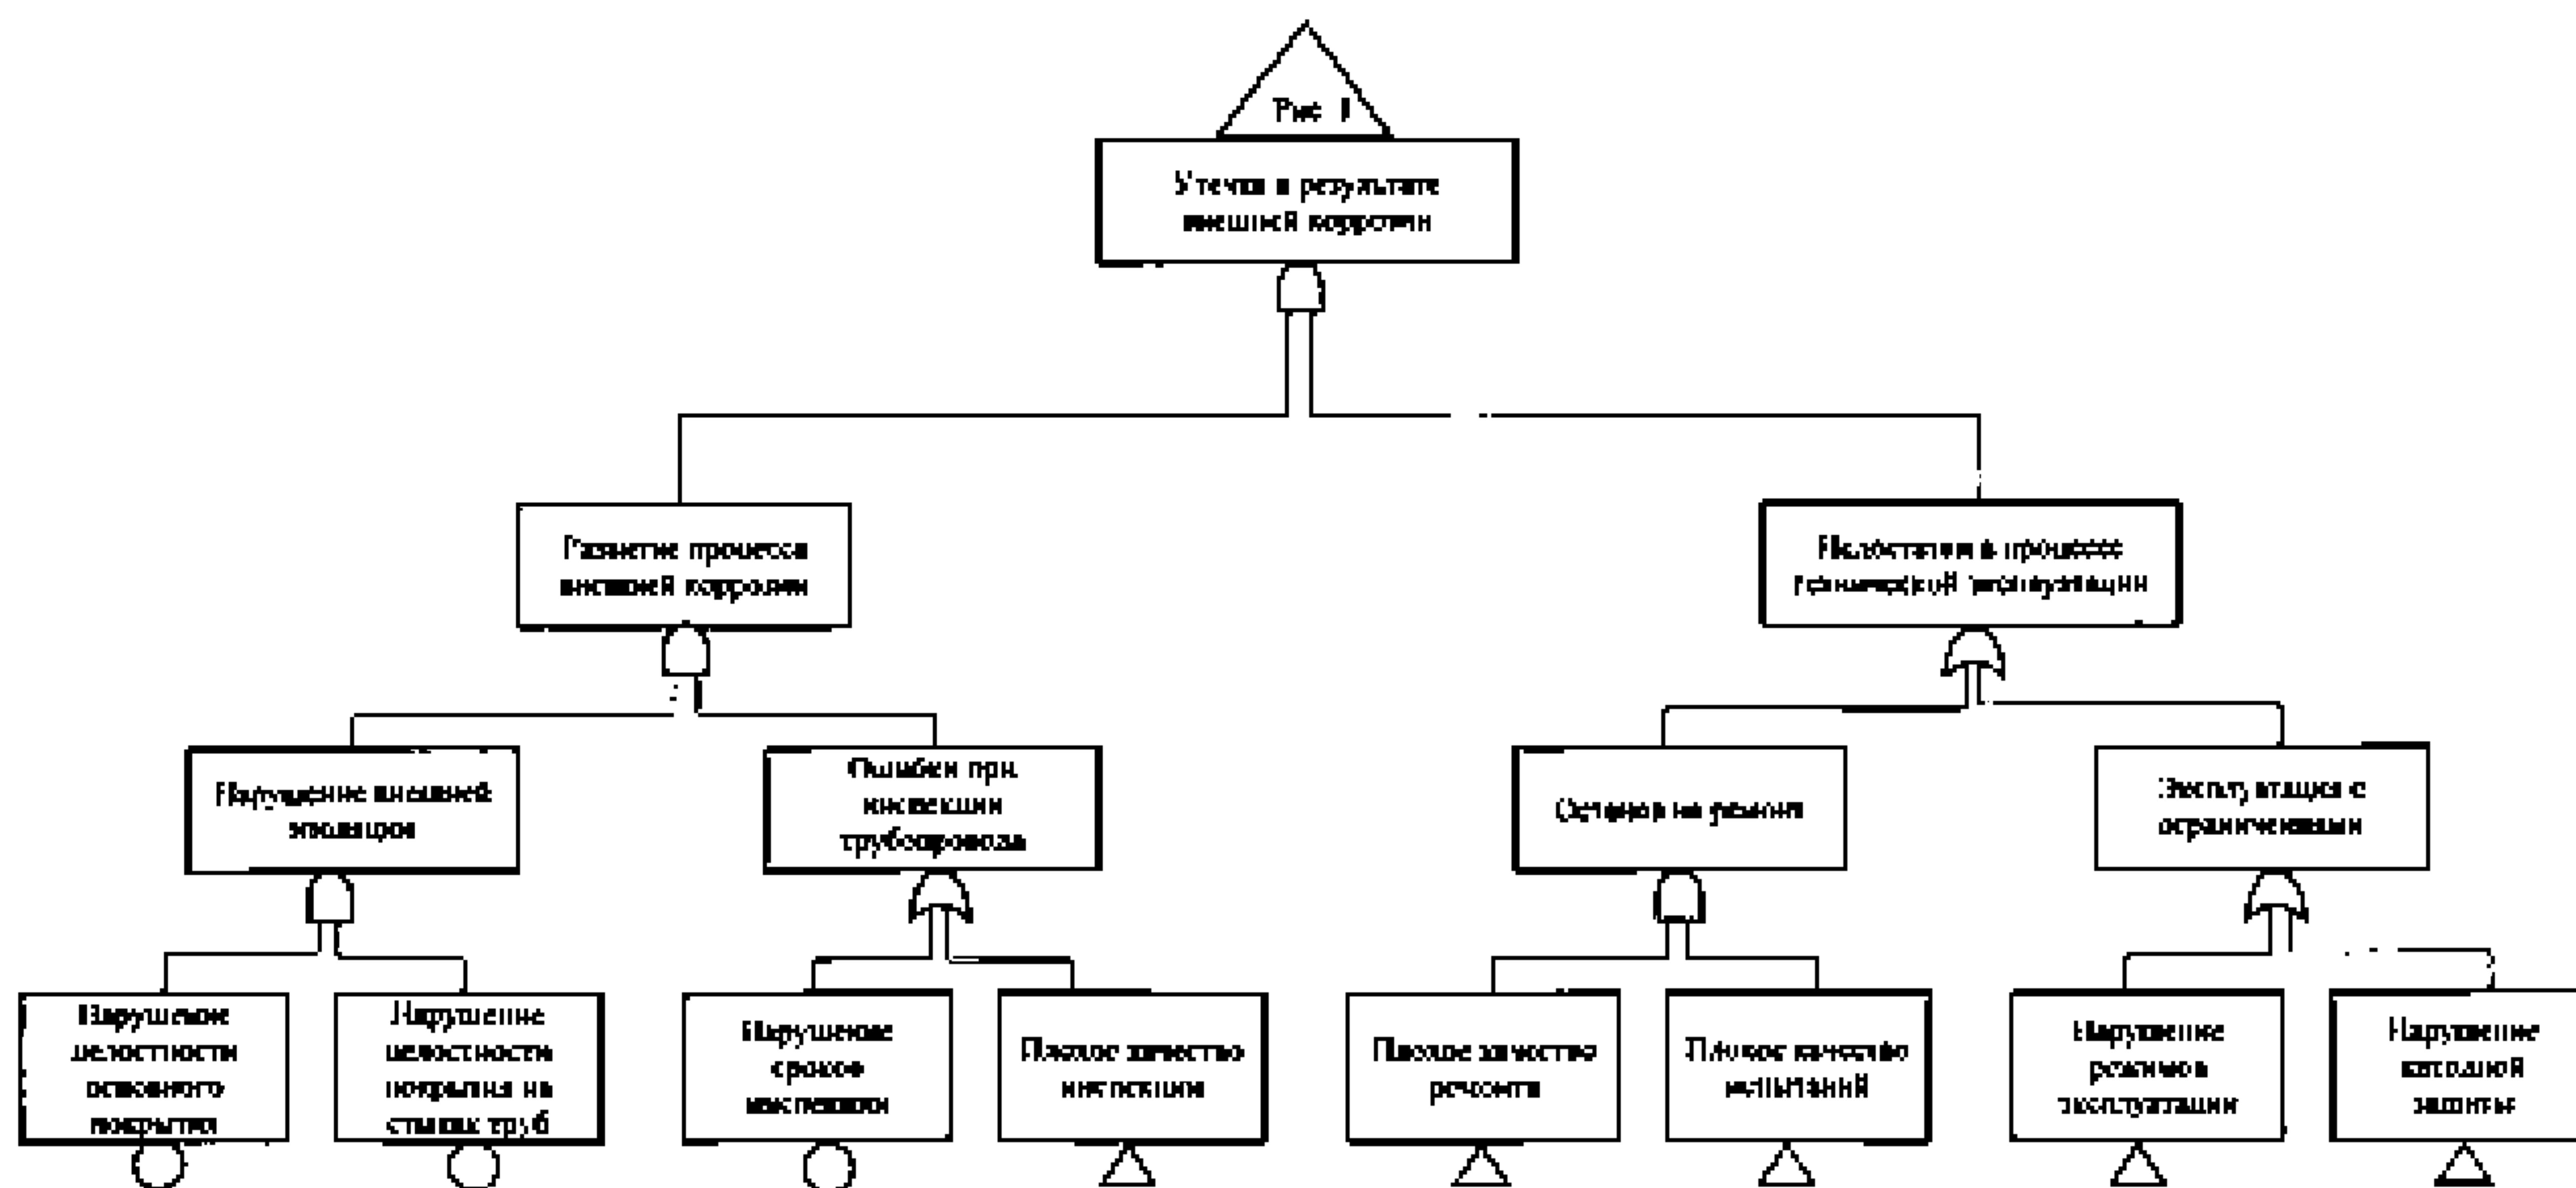 Рис. 1
Утечки в результате
внешней коррозии
Развитие процесса
внешней коррозии
Недостатки в процессе
технической эксплуатации
Нарушение внешней
изоляции
Ошибки при
инспекции
трубопровода
на ремонт
Эксплуатация с
ограничениями
Нарушение
целостности
основного
покрытия
Нарушение
целостности
покрытия на
стыках труб
Нарушение
сроков
инспекции
Плохое качество
инспекции
Плохое качество
ремонта
Плохое качество
испытаний
Нарушение
режимов
эксплуатации
Нарушение
катодной
защиты